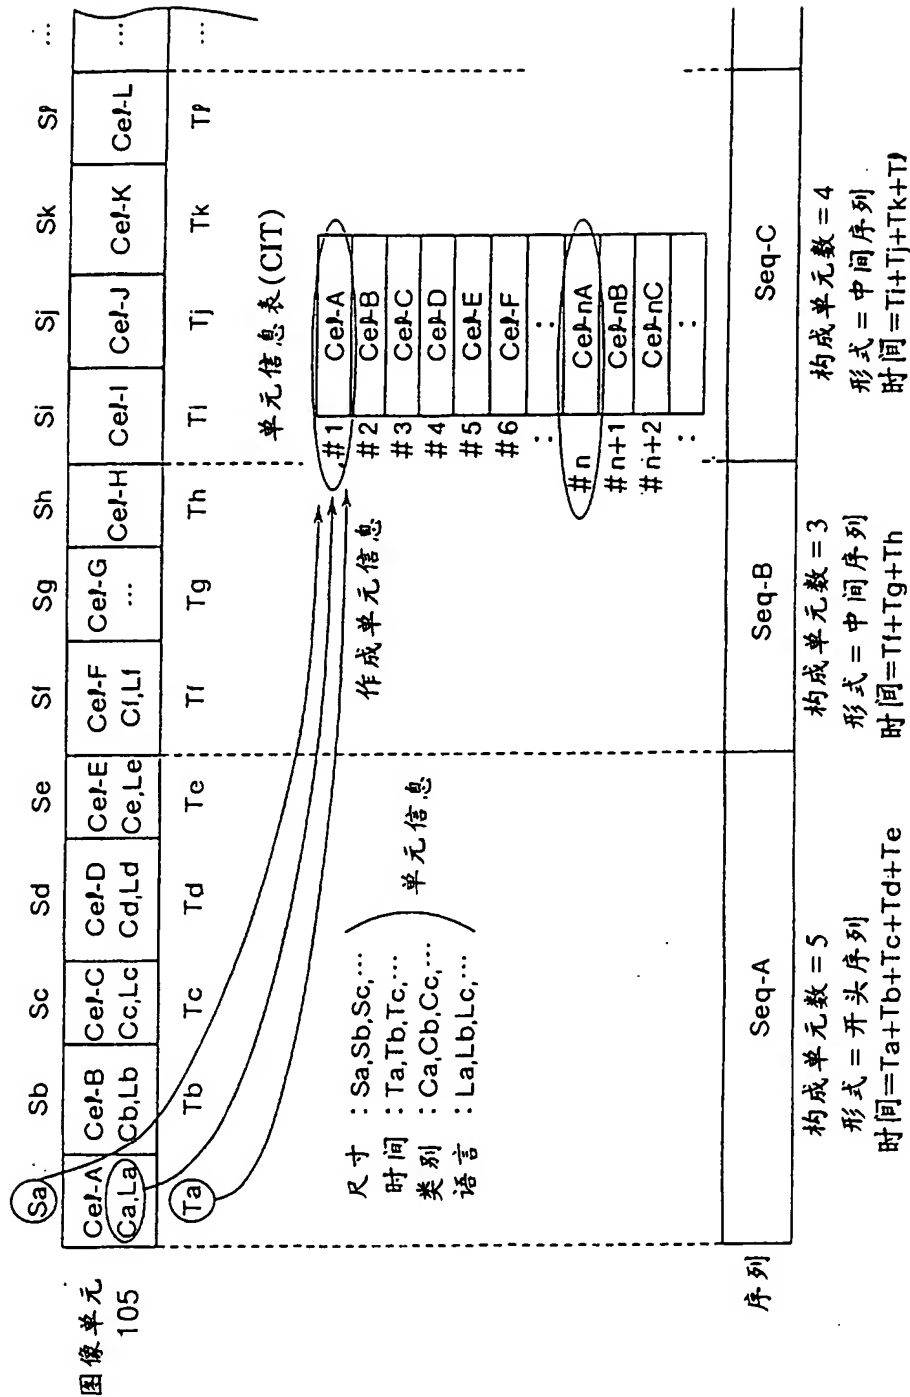 Sa Sb Sc Sd Se Sf Sg Sh Si Sj Sk Sℓ …
图像单元
105
Ceℓ-A Ceℓ-B Ceℓ-C Ceℓ-D Ceℓ-E Ceℓ-F Ceℓ-G Ceℓ-H Ceℓ-I Ceℓ-J Ceℓ-K Ceℓ-L …
Ca,La Cb,Lb Cc,Lc Cd,Ld Ce,Le Cf,Lf …
Ta Tb Tc Td Te Tf Tg Th Ti Tj Tk Tℓ …
单元信息表(CIT)
#1 Ceℓ-A
#2 Ceℓ-B
#3 Ceℓ-C
#4 Ceℓ-D
#5 Ceℓ-E
#6 Ceℓ-F
: :
#n Ceℓ-nA
#n+1 Ceℓ-nB
#n+2 Ceℓ-nC
: :
作成单元信息
尺寸 :Sa,Sb,Sc,…
时间 :Ta,Tb,Tc,…
类别 :Ca,Cb,Cc,…
语言 :La,Lb,Lc,…
单元信息
序列
Seq-A Seq-B Seq-C
构成单元数=5
形式=开头序列
时间=Ta+Tb+Tc+Td+Te
构成单元数=3
形式=中间序列
时间=Tf+Tg+Th
构成单元数=4
形式=中间序列
时间=Ti+Tj+Tk+Tℓ